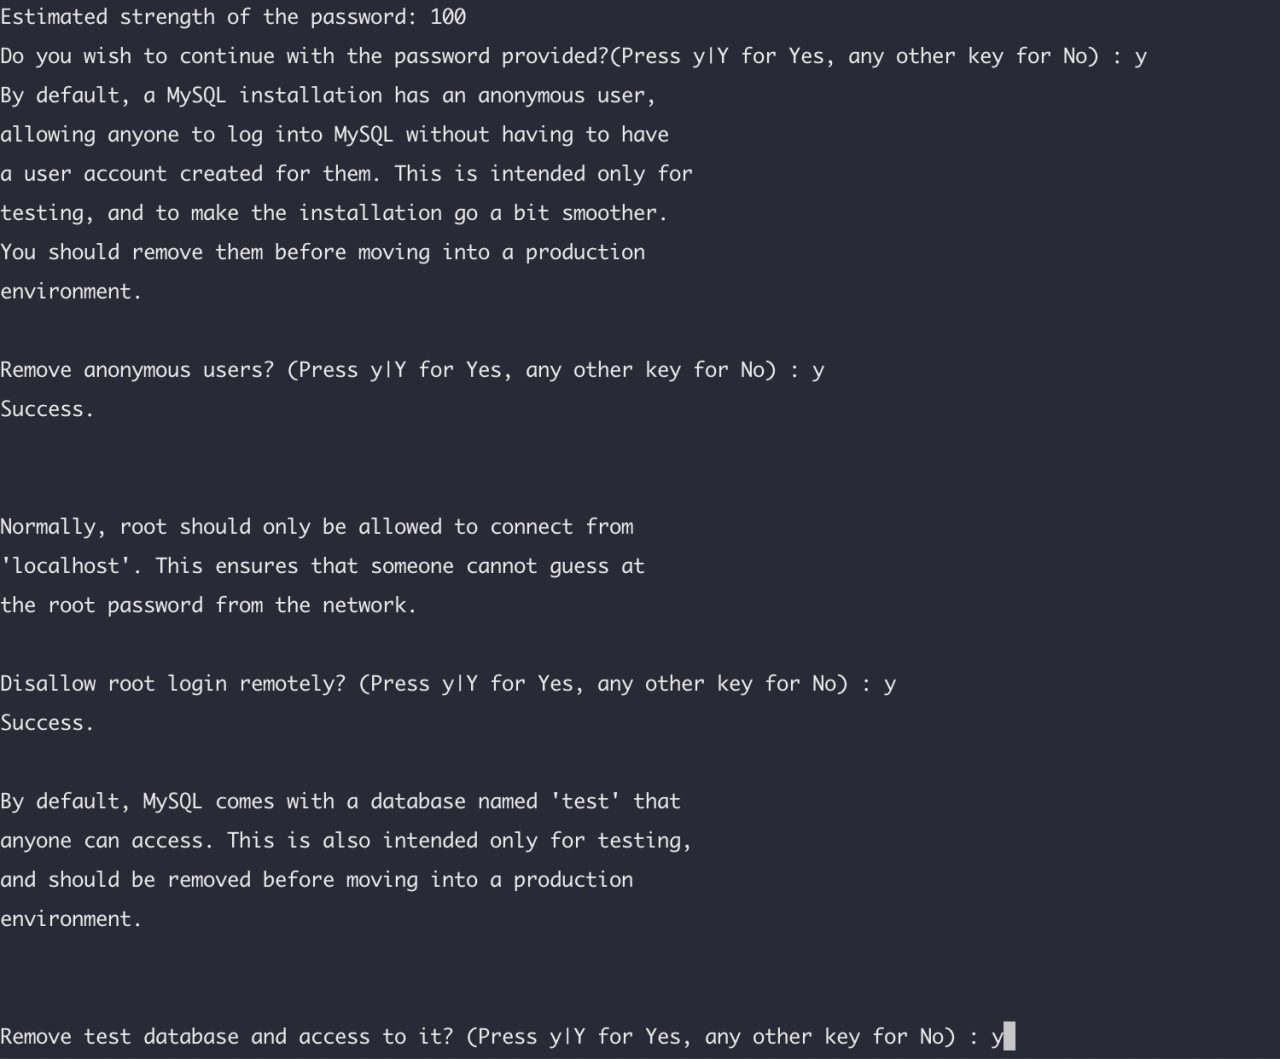 Estimated strength of the password: 100
Do you wish to continue with the password provided?(Press y|Y for Yes, any other key for No) : y
By default, a MySQL installation has an anonymous user,
allowing anyone to log into MySQL without having to have
a user account created for them. This is intended only for
testing, and to make the installation go a bit smoother.
You should remove them before moving into a production
environment.
Remove anonymous users? (Press y|Y for Yes, any other key for No) : y
Success.
Normally, root should only be allowed to connect from
'localhost'. This ensures that someone cannot guess at
the root password from the network.
Disallow root login remotely? (Press y|Y for Yes, any other key for No) : y
Success.
By default, MySQL comes with a database named 'test' that
anyone can access. This is also intended only for testing,
and should be removed before moving into a production
environment.
Remove test database and access to it? (Press y|Y for Yes, any other key for No) : y